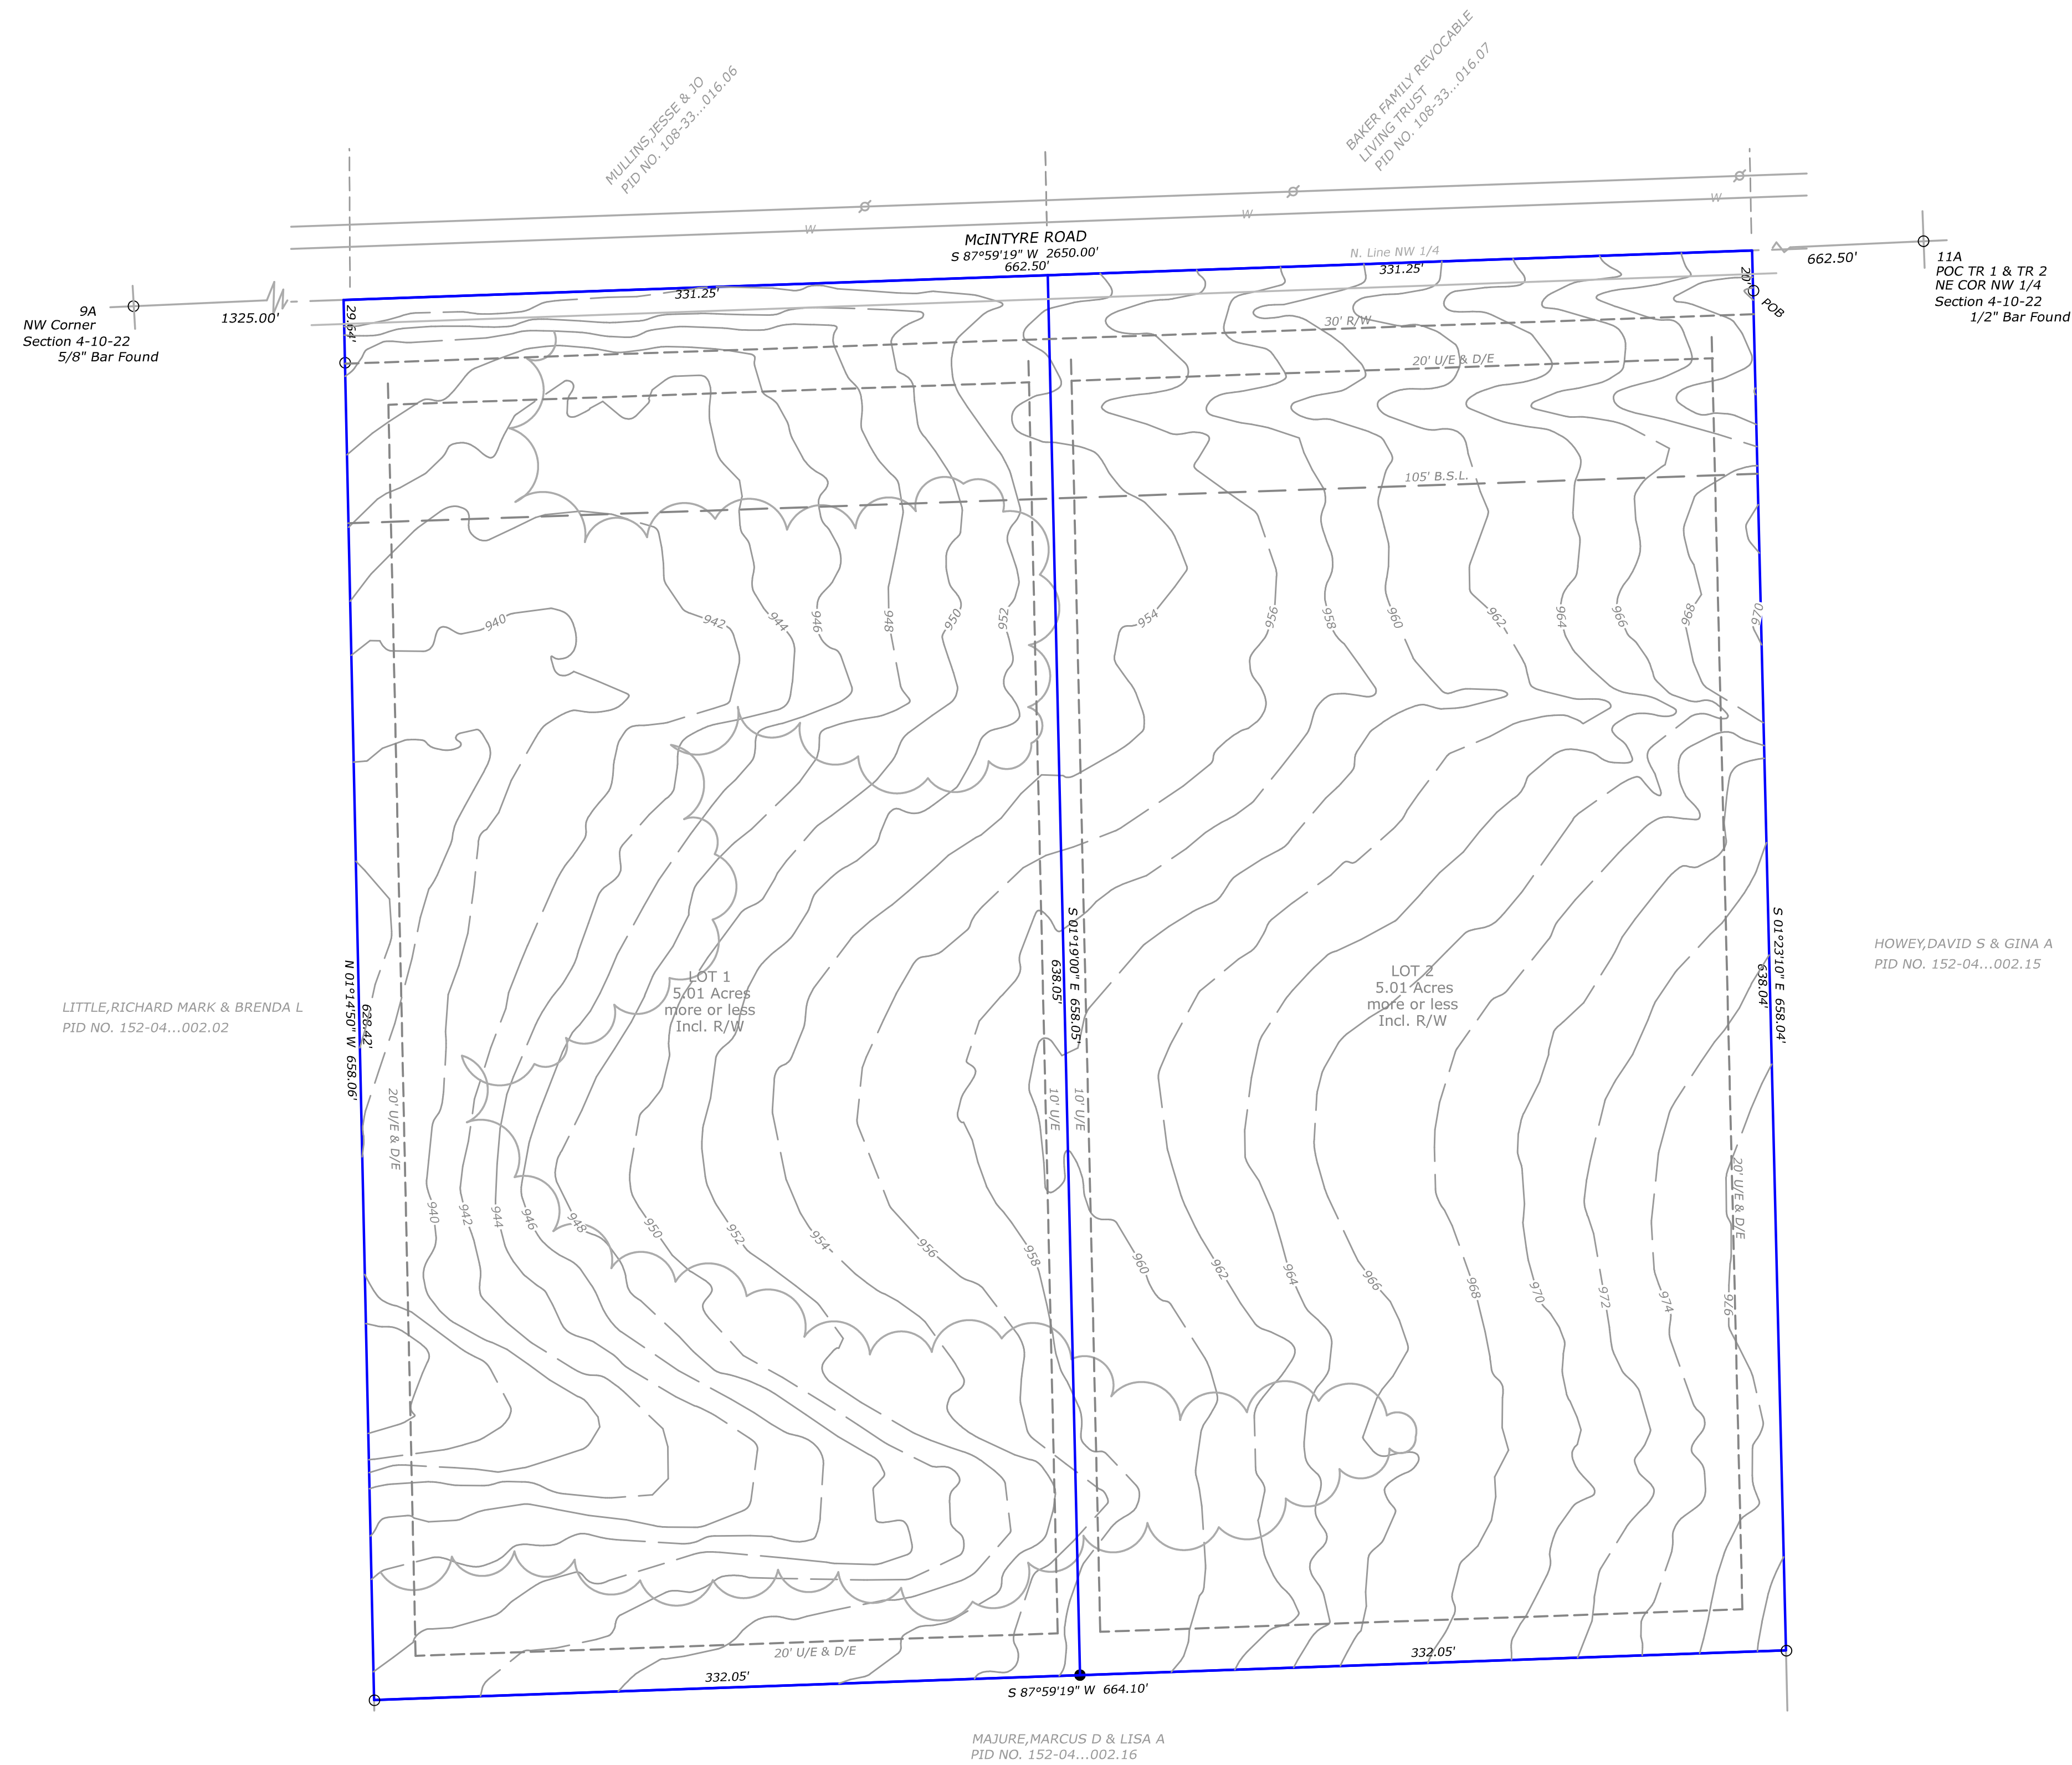 MULLINS,JESSE & JO
PID NO. 108-33...016.06
BAKER FAMILY REVOCABLE
LIVING TRUST
PID NO. 108-33...016.07
W
W
W
McINTYRE ROAD
S 87°59'19" W  2650.00'
662.50'
N. Line NW 1/4
331.25'
331.25'
662.50'
11A
POC TR 1 & TR 2
NE COR NW 1/4
Section 4-10-22
1/2" Bar Found
9A
NW Corner
Section 4-10-22
5/8" Bar Found
1325.00'
29.64'
20'
POB
30' R/W
20' U/E & D/E
105' B.S.L.
940
942
944
946
948
950
952
954
956
958
960
962
964
966
968
970
LOT 1
5.01 Acres
more or less
Incl. R/W
LOT 2
5.01 Acres
more or less
Incl. R/W
N 01°14'50" W  658.06'
628.42'
S 01°19'00" E  658.05'
638.05'
S 01°23'10" E  658.04'
638.04'
LITTLE,RICHARD MARK & BRENDA L
PID NO. 152-04...002.02
HOWEY,DAVID S & GINA A
PID NO. 152-04...002.15
20' U/E & D/E
10' U/E
10' U/E
20' U/E & D/E
940
942
944
946
948
950
952
954
956
958
960
962
964
966
968
970
972
974
976
20' U/E & D/E
332.05'
332.05'
S 87°59'19" W  664.10'
MAJURE,MARCUS D & LISA A
PID NO. 152-04...002.16